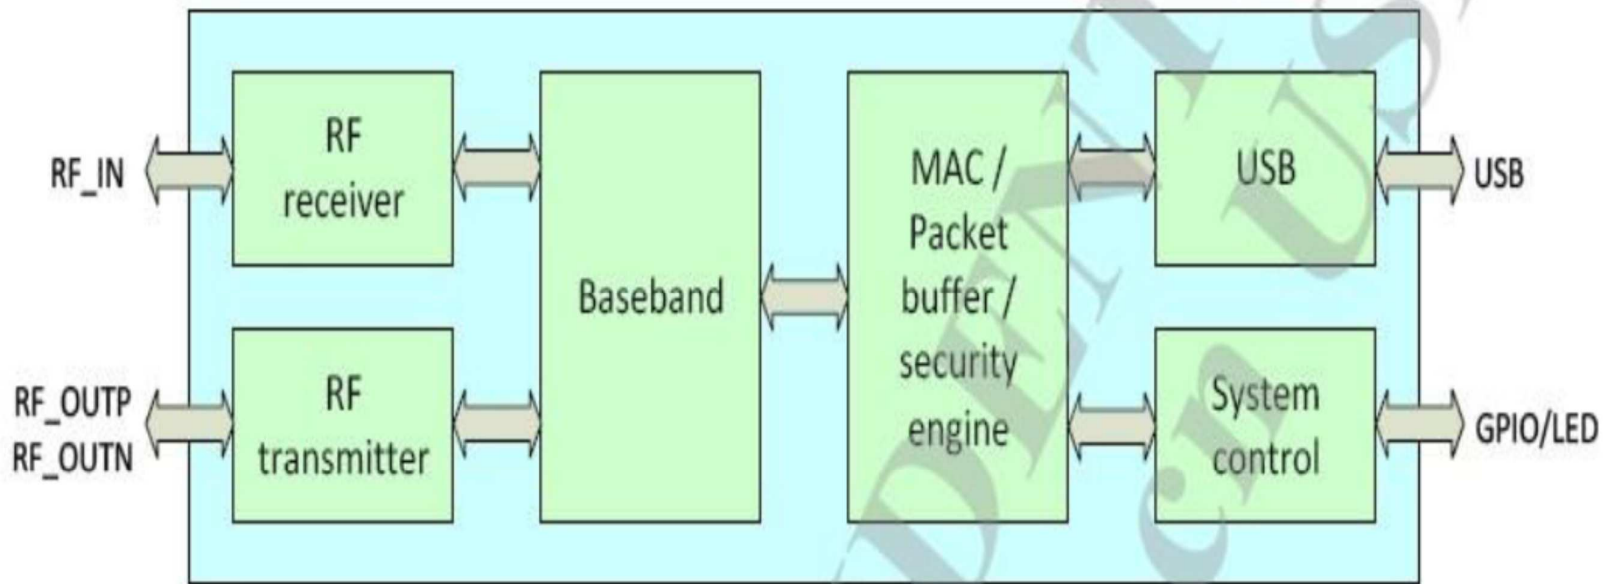 RF_IN
RF
receiver
RF_OUTP
RF_OUTN
RF
transmitter
Baseband
MAC /
Packet
buffer /
security
engine
USB
USB
System
control
GPIO/LED